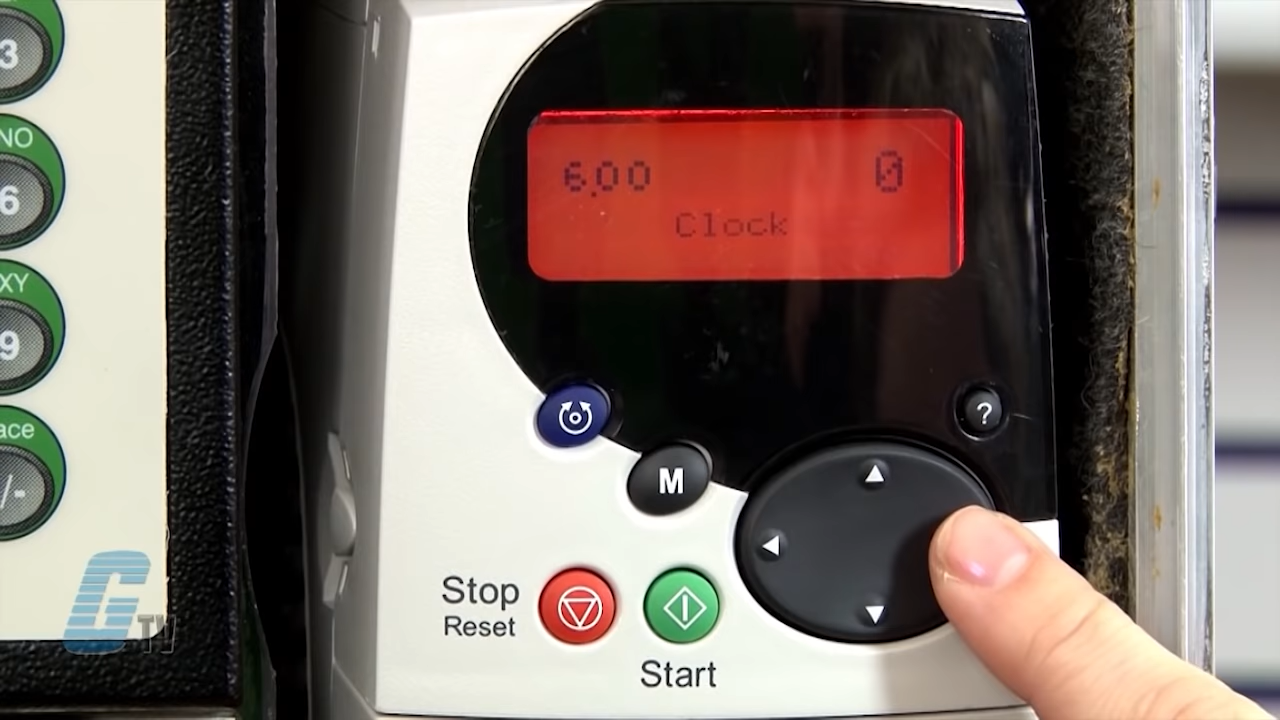 3
NO
6
XY
9
ace
/-
6.00 0
Clock
?
M
Stop
Reset
Start
G TV